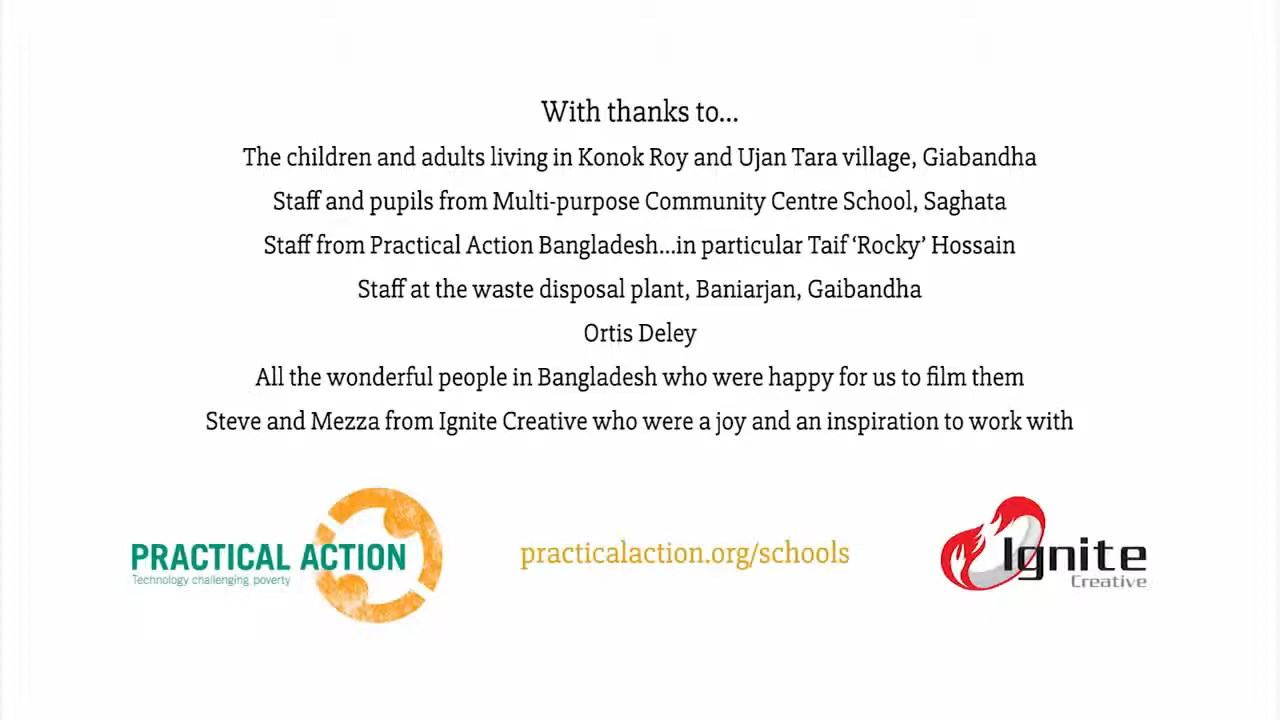 With thanks to...
The children and adults living in Konok Roy and Ujan Tara village, Giabandha
Staff and pupils from Multi-purpose Community Centre School, Saghata
Staff from Practical Action Bangladesh...in particular Taif ‘Rocky’ Hossain
Staff at the waste disposal plant, Baniarjan, Gaibandha
Ortis Deley
All the wonderful people in Bangladesh who were happy for us to film them
Steve and Mezza from Ignite Creative who were a joy and an inspiration to work with
PRACTICAL ACTION
Technology challenging poverty
practicalaction.org/schools
Ignite
Creative